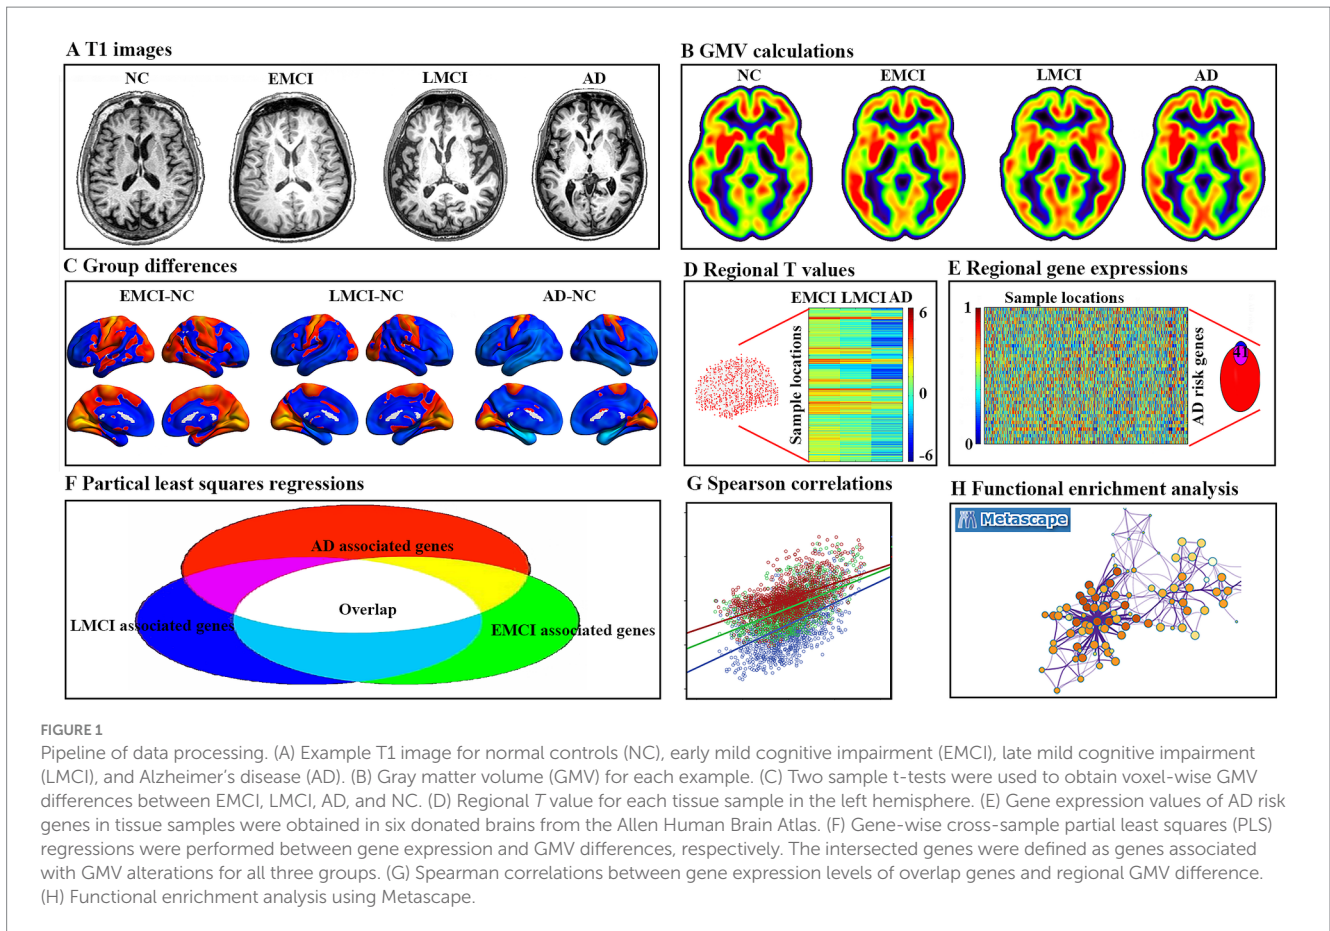 A T1 images
NC EMCI LMCI AD
B GMV calculations
NC EMCI LMCI AD
C Group differences
EMCI-NC LMCI-NC AD-NC
D Regional T values
EMCI LMCI AD
Sample locations
6
0
-6
E Regional gene expressions
Sample locations
1
0
AD risk genes
41
F Partical least squares regressions
AD associated genes
Overlap
LMCI associated genes
EMCI associated genes
G Spearson correlations
H Functional enrichment analysis
Metascape
FIGURE 1
Pipeline of data processing. (A) Example T1 image for normal controls (NC), early mild cognitive impairment (EMCI), late mild cognitive impairment
(LMCI), and Alzheimer's disease (AD). (B) Gray matter volume (GMV) for each example. (C) Two sample t-tests were used to obtain voxel-wise GMV
differences between EMCI, LMCI, AD, and NC. (D) Regional T value for each tissue sample in the left hemisphere. (E) Gene expression values of AD risk
genes in tissue samples were obtained in six donated brains from the Allen Human Brain Atlas. (F) Gene-wise cross-sample partial least squares (PLS)
regressions were performed between gene expression and GMV differences, respectively. The intersected genes were defined as genes associated
with GMV alterations for all three groups. (G) Spearman correlations between gene expression levels of overlap genes and regional GMV difference.
(H) Functional enrichment analysis using Metascape.